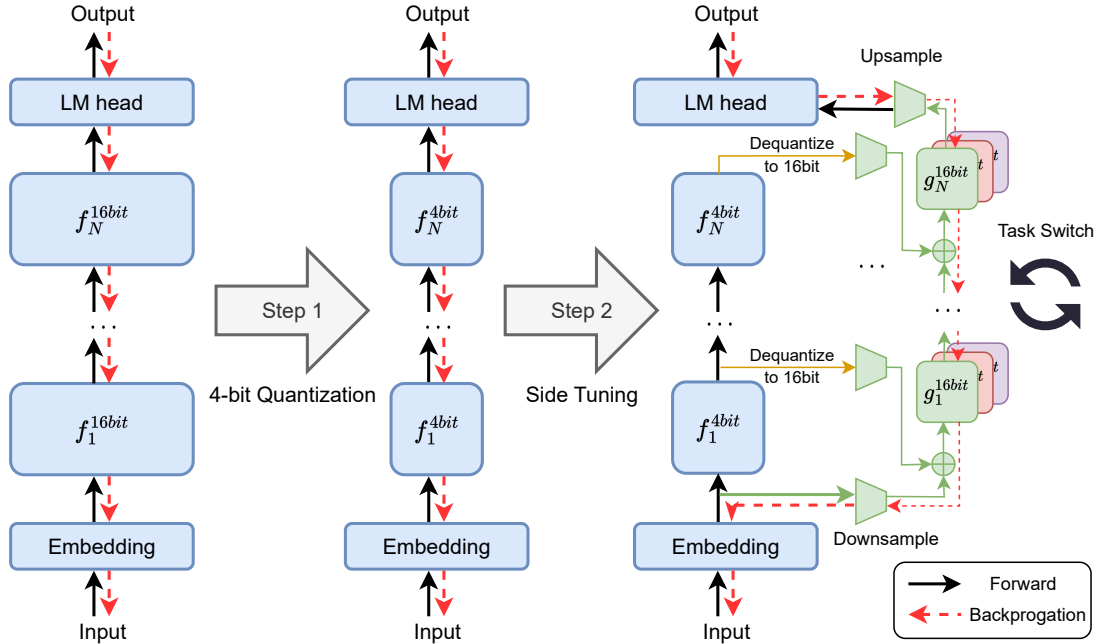 Output
LM head
f_N^{16bit}
...
f_1^{16bit}
Embedding
Input
Step 1
4-bit Quantization
Output
LM head
f_N^{4bit}
...
f_1^{4bit}
Embedding
Input
Step 2
Side Tuning
Output
LM head
Upsample
Dequantize
to 16bit
f_N^{4bit}
g_N^{16bit}
t
t
Task Switch
...
...
...
Dequantize
to 16bit
f_1^{4bit}
g_1^{16bit}
t
t
Embedding
Downsample
Input
Forward
Backprogation